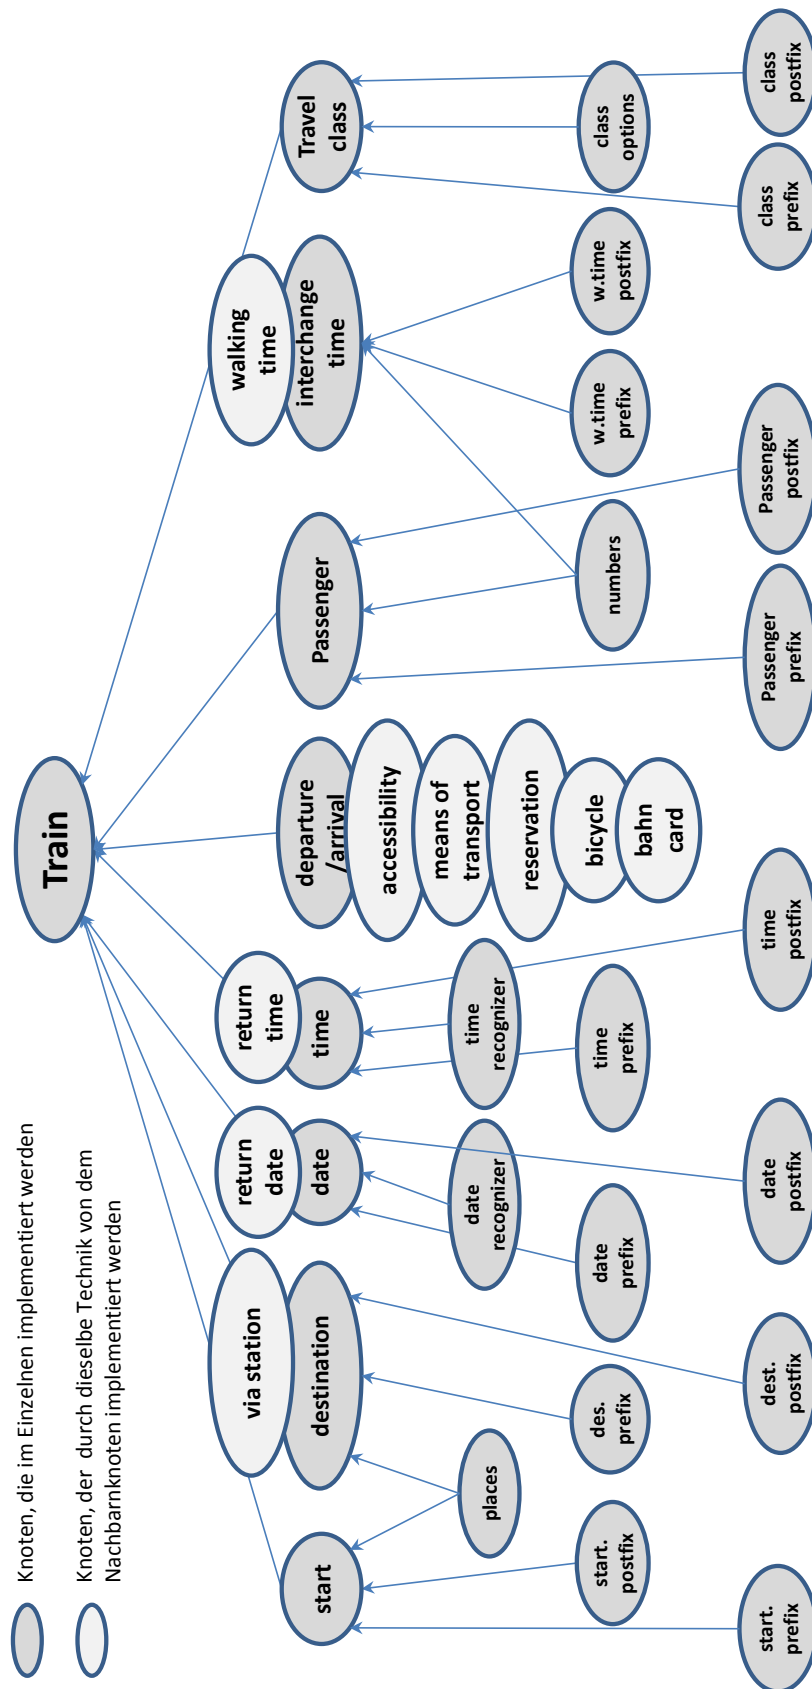 Knoten, die im Einzelnen implementiert werden
Knoten, der durch dieselbe Technik von dem
Nachbarnknoten implementiert werden
Train
start
via station
destination
return
date
date
return
time
time
departure
/arrival
accessibility
means of
transport
reservation
bicycle
bahn
card
Passenger
walking
time
interchange
time
Travel
class
places
date
recognizer
time
recognizer
start.
postfix
des.
prefix
date
prefix
time
prefix
numbers
w.time
prefix
w.time
postfix
class
options
start.
prefix
dest.
postfix
date
postfix
time
postfix
Passenger
prefix
Passenger
postfix
class
prefix
class
postfix